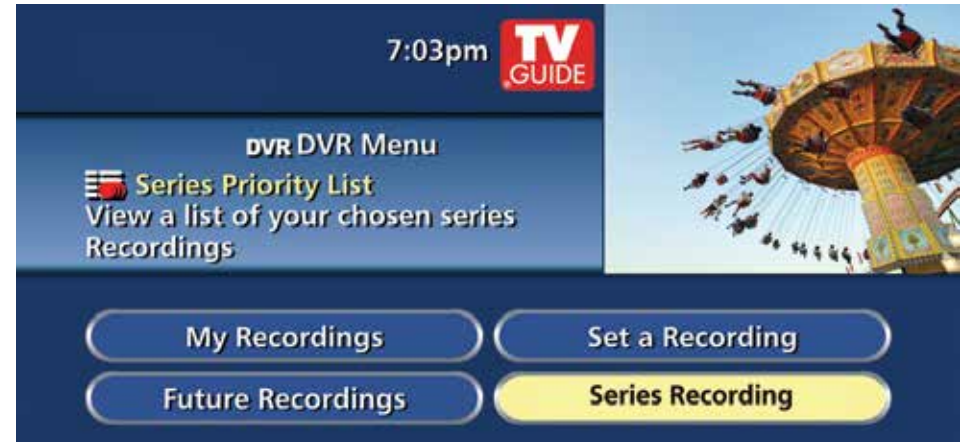 7:03pm
TV
GUIDE
DVR DVR Menu
Series Priority List
View a list of your chosen series
Recordings
My Recordings
Set a Recording
Future Recordings
Series Recording